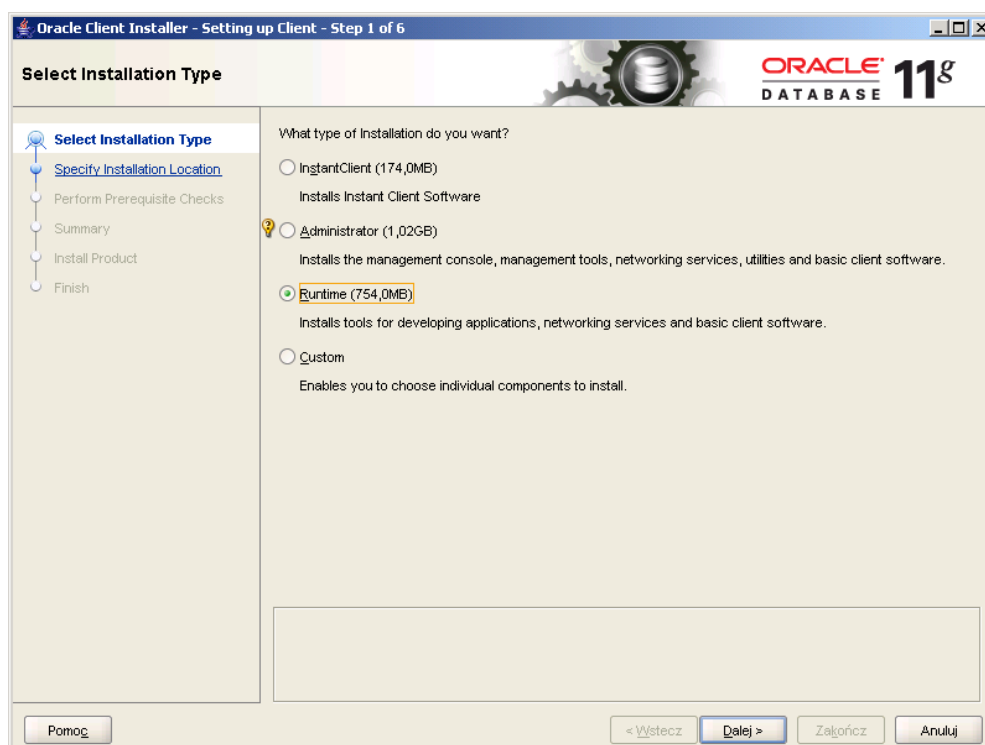 Oracle Client Installer - Setting up Client - Step 1 of 6
Select Installation Type
ORACLE
DATABASE
11g
Select Installation Type
Specify Installation Location
Perform Prerequisite Checks
Summary
Install Product
Finish
What type of Installation do you want?
InstantClient (174,0MB)
Installs Instant Client Software
Administrator (1,02GB)
Installs the management console, management tools, networking services, utilities and basic client software.
Runtime (754,0MB)
Installs tools for developing applications, networking services and basic client software.
Custom
Enables you to choose individual components to install.
Pomoc
< Wstecz
Dalej >
Zakończ
Anuluj